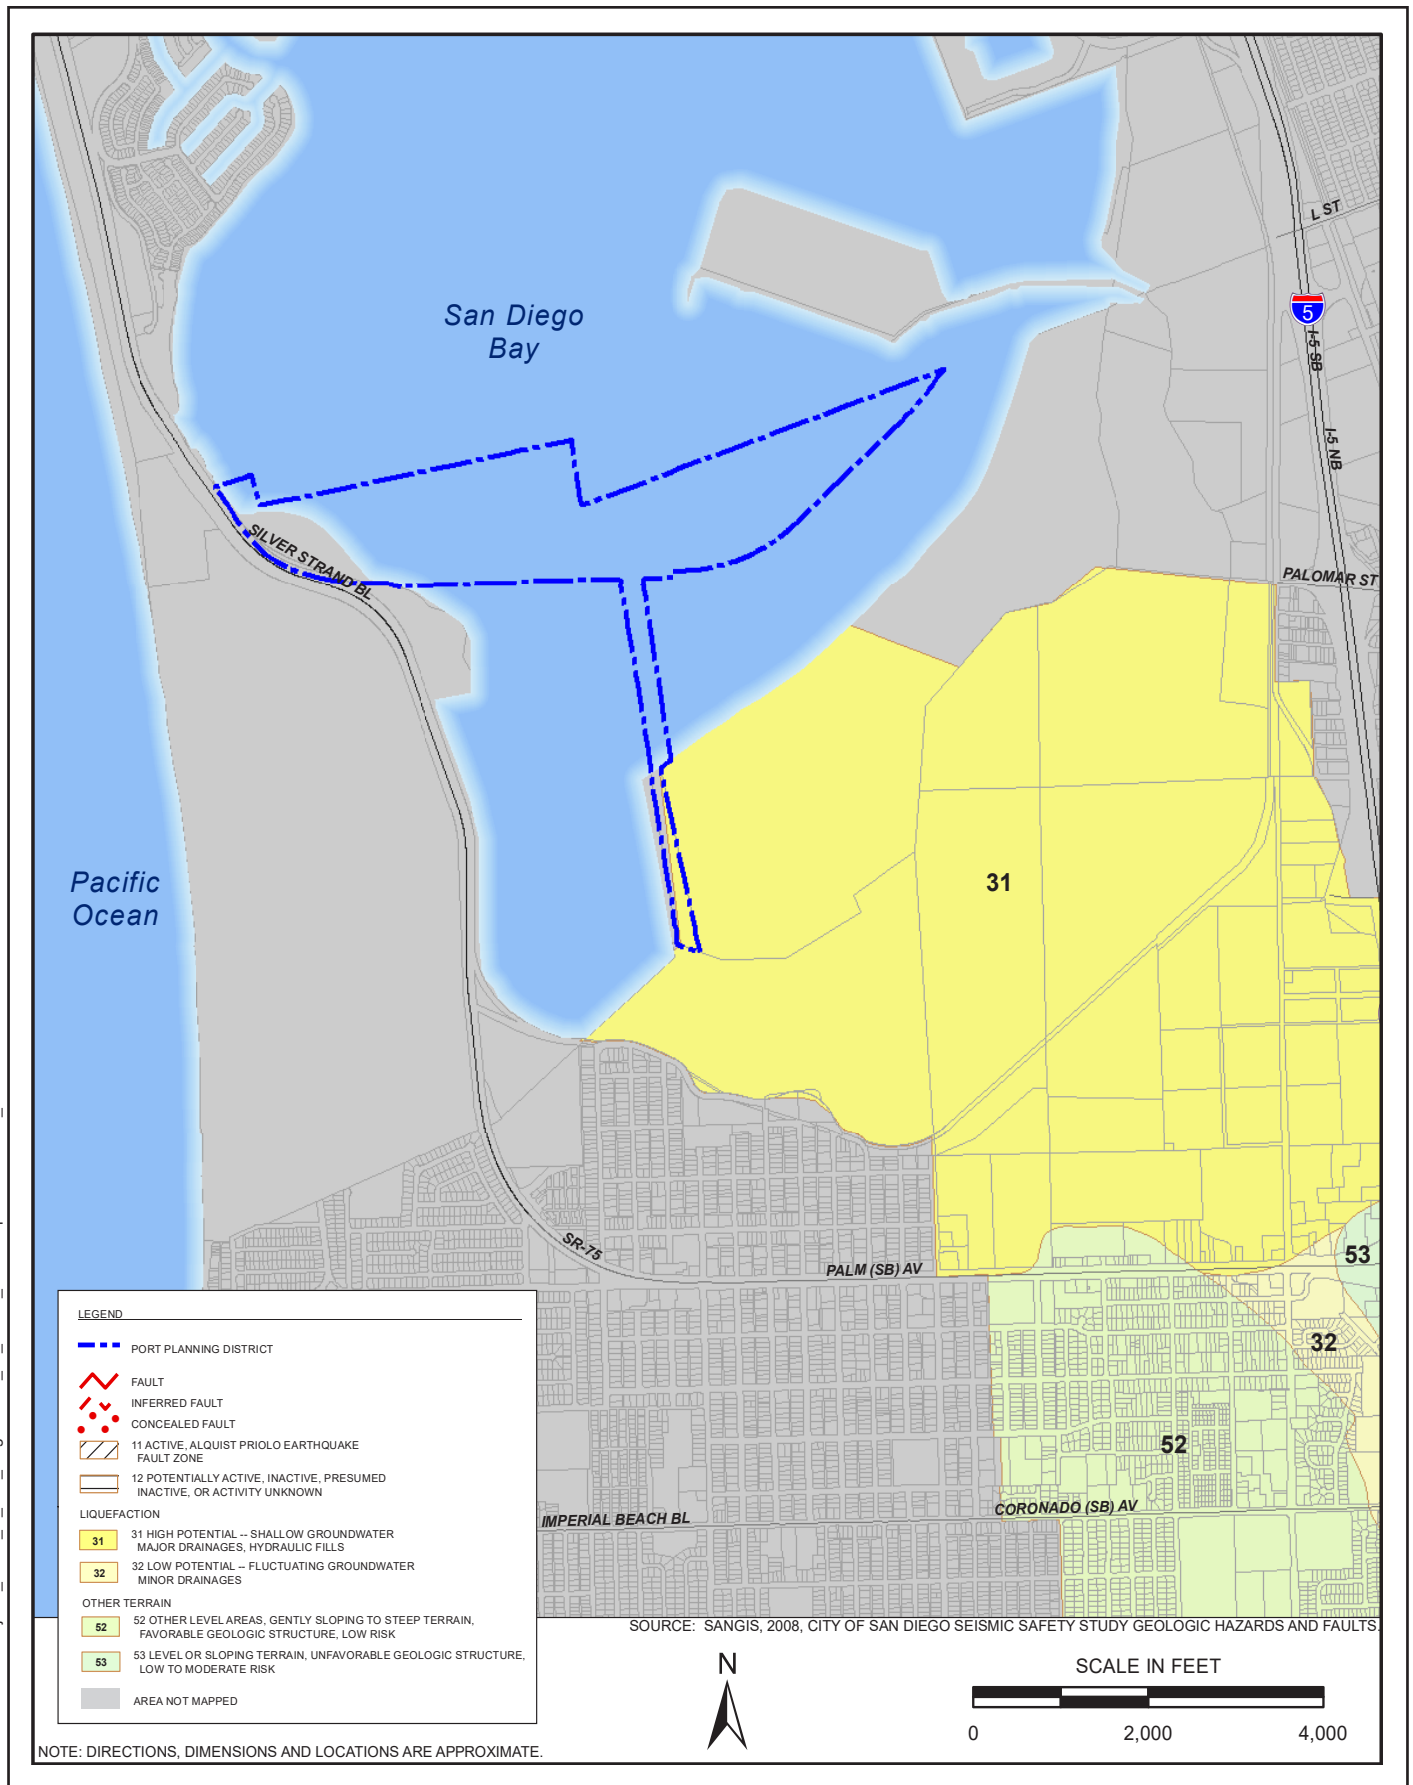 L ST
5
I-5 SB
San Diego
Bay
I-5 NB
SILVER STRAND BL
PALOMAR ST
Pacific
Ocean
31
SR-75
PALM (SB) AV
53
32
52
CORONADO (SB) AV
IMPERIAL BEACH BL
LEGEND
PORT PLANNING DISTRICT
FAULT
INFERRED FAULT
CONCEALED FAULT
11 ACTIVE, ALQUIST PRIOLO EARTHQUAKE
FAULT ZONE
12 POTENTIALLY ACTIVE, INACTIVE, PRESUMED
INACTIVE, OR ACTIVITY UNKNOWN
LIQUEFACTION
31
31 HIGH POTENTIAL -- SHALLOW GROUNDWATER
MAJOR DRAINAGES, HYDRAULIC FILLS
32
32 LOW POTENTIAL -- FLUCTUATING GROUNDWATER
MINOR DRAINAGES
OTHER TERRAIN
52
52 OTHER LEVEL AREAS, GENTLY SLOPING TO STEEP TERRAIN,
FAVORABLE GEOLOGIC STRUCTURE, LOW RISK
53
53 LEVEL OR SLOPING TERRAIN, UNFAVORABLE GEOLOGIC STRUCTURE,
LOW TO MODERATE RISK
AREA NOT MAPPED
SOURCE: SANGIS, 2008, CITY OF SAN DIEGO SEISMIC SAFETY STUDY GEOLOGIC HAZARDS AND FAULTS.
N
SCALE IN FEET
0 2,000 4,000
NOTE: DIRECTIONS, DIMENSIONS AND LOCATIONS ARE APPROXIMATE.